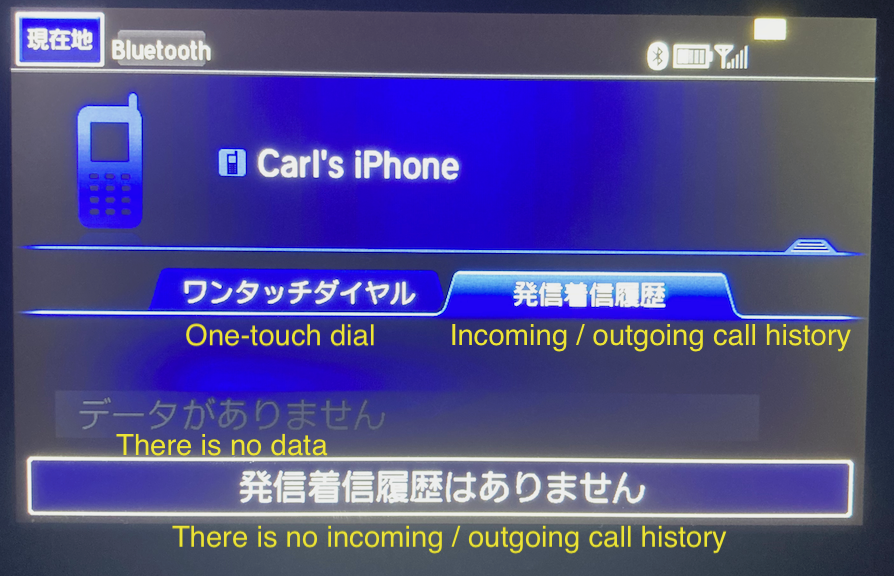 現在地
Bluetooth
Carl's iPhone
ワンタッチダイヤル
発信着信履歴
One-touch dial
Incoming / outgoing call history
データがありません
There is no data
発信着信履歴はありません
There is no incoming / outgoing call history